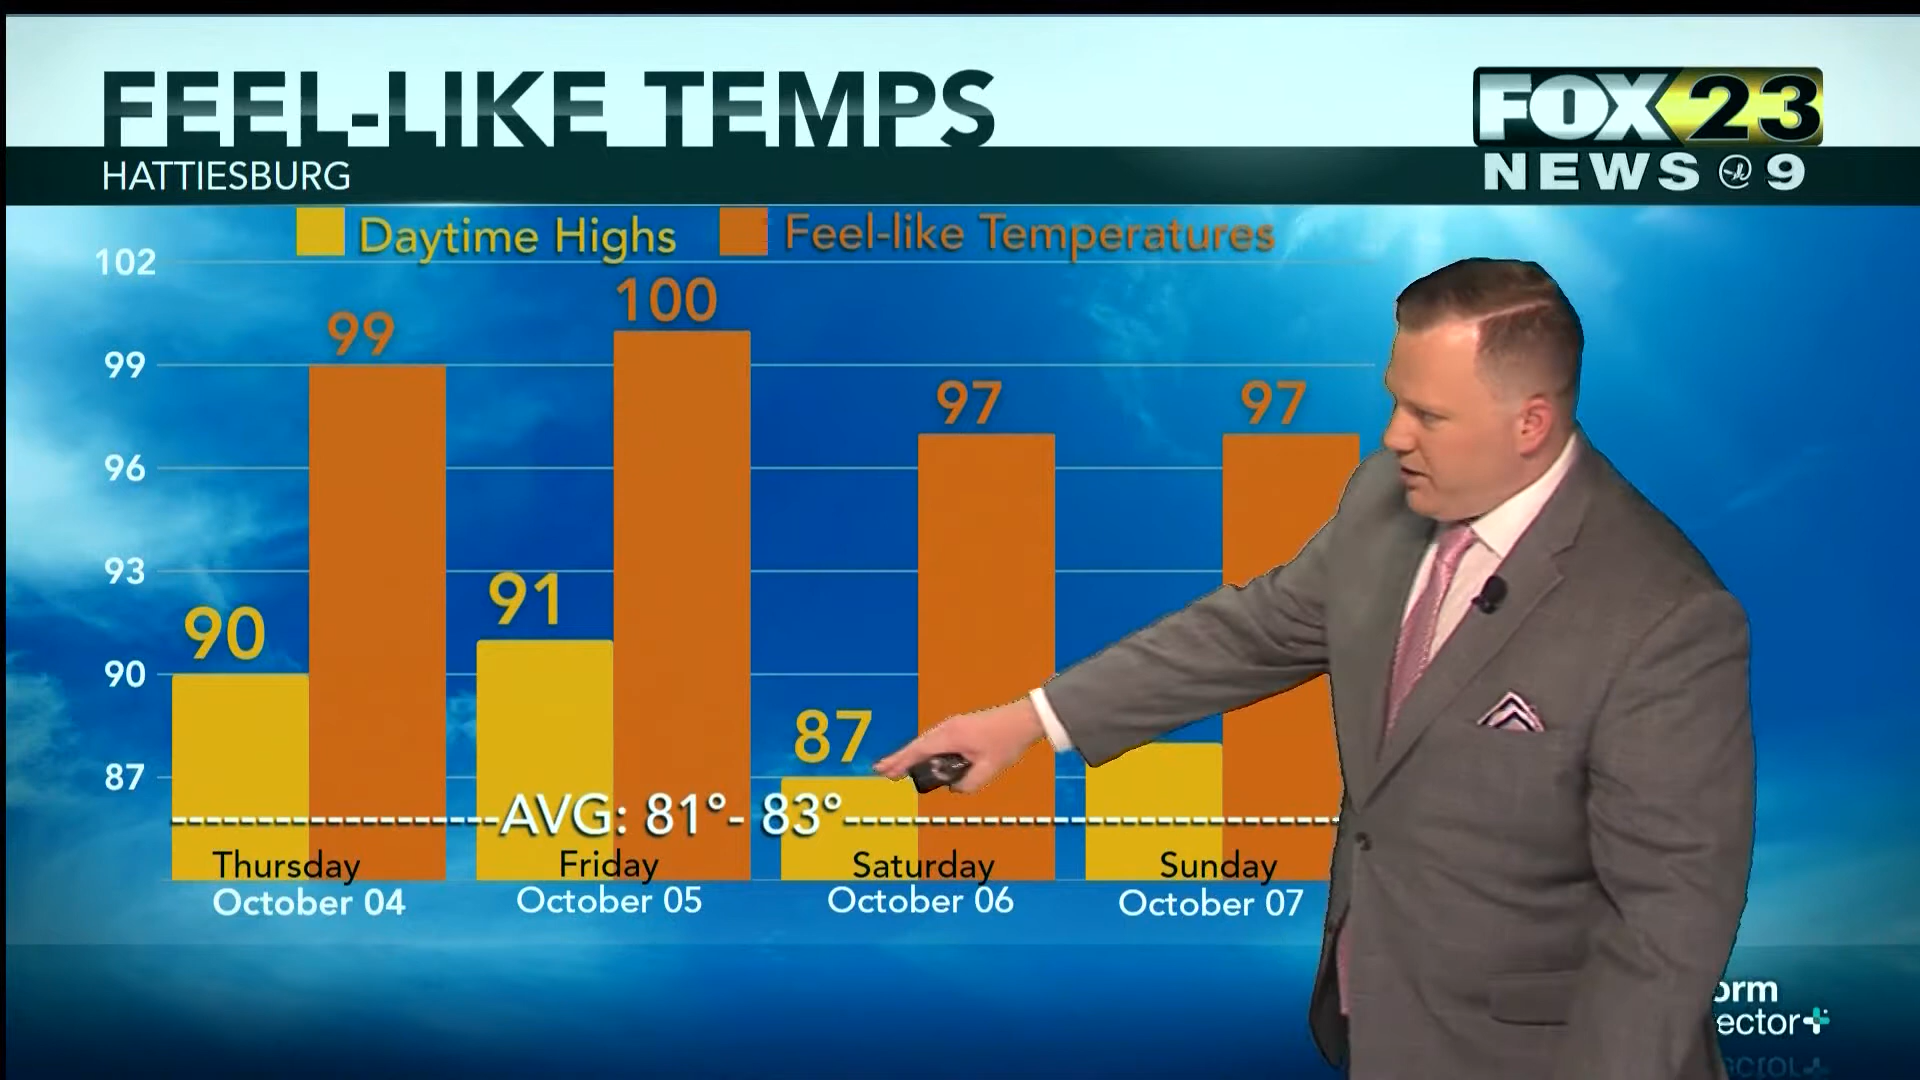 FEEL-LIKE TEMPS
HATTIESBURG
FOX 23
NEWS @ 9
Daytime Highs
Feel-like Temperatures
102
99
96
93
90
87
90
99
91
100
87
97
97
AVG: 81°- 83°
Thursday
October 04
Friday
October 05
Saturday
October 06
Sunday
October 07
orm
ector+